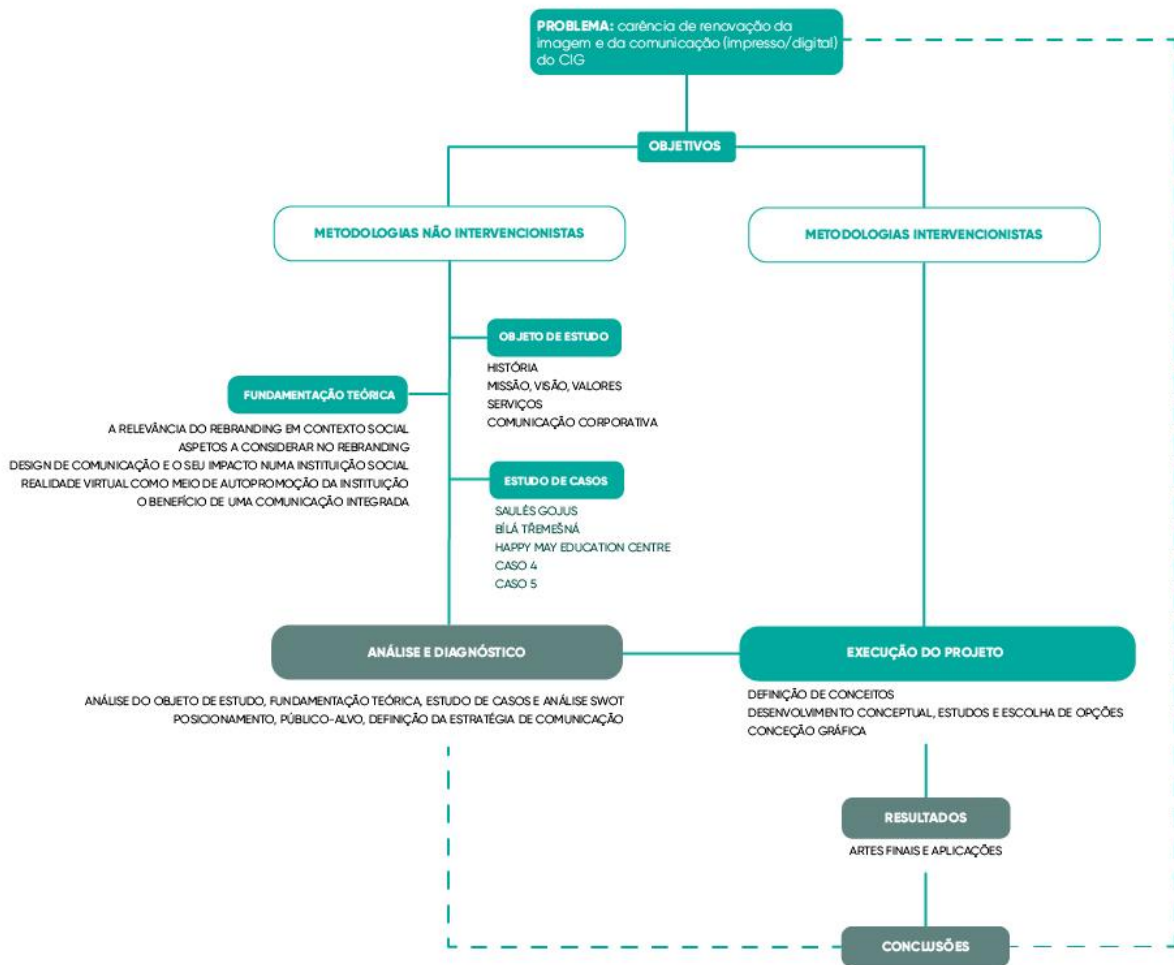 PROBLEMA: carência de renovação da
imagem e da comunicação (impresso/digital)
do CIG
OBJETIVOS
METODOLOGIAS NÃO INTERVENCIONISTAS
METODOLOGIAS INTERVENCIONISTAS
OBJETO DE ESTUDO
HISTÓRIA
MISSÃO, VISÃO, VALORES
SERVIÇOS
COMUNICAÇÃO CORPORATIVA
FUNDAMENTAÇÃO TEÓRICA
A RELEVÂNCIA DO REBRANDING EM CONTEXTO SOCIAL
ASPETOS A CONSIDERAR NO REBRANDING
DESIGN DE COMUNICAÇÃO E O SEU IMPACTO NUMA INSTITUIÇÃO SOCIAL
REALIDADE VIRTUAL COMO MEIO DE AUTOPROMOÇÃO DA INSTITUIÇÃO
O BENEFÍCIO DE UMA COMUNICAÇÃO INTEGRADA
ESTUDO DE CASOS
SAULĖS GOJUS
BÍLÁ TŘEMEŠNÁ
HAPPY MAY EDUCATION CENTRE
CASO 4
CASO 5
ANÁLISE E DIAGNÓSTICO
ANÁLISE DO OBJETO DE ESTUDO, FUNDAMENTAÇÃO TEÓRICA, ESTUDO DE CASOS E ANÁLISE SWOT
POSICIONAMENTO, PÚBLICO-ALVO, DEFINIÇÃO DA ESTRATÉGIA DE COMUNICAÇÃO
EXECUÇÃO DO PROJETO
DEFINIÇÃO DE CONCEITOS
DESENVOLVIMENTO CONCEPTUAL, ESTUDOS E ESCOLHA DE OPÇÕES
CONCEÇÃO GRÁFICA
RESULTADOS
ARTES FINAIS E APLICAÇÕES
CONCLUSÕES